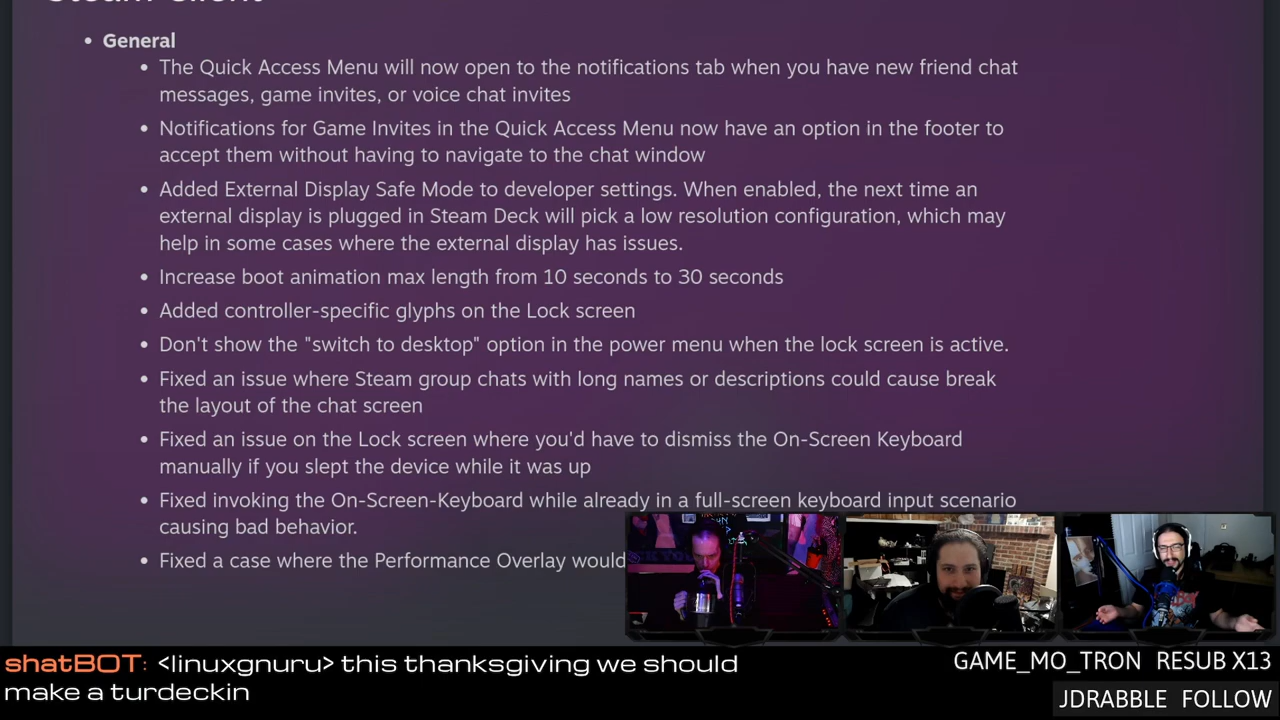 Steam Client
General
The Quick Access Menu will now open to the notifications tab when you have new friend chat
messages, game invites, or voice chat invites
Notifications for Game Invites in the Quick Access Menu now have an option in the footer to
accept them without having to navigate to the chat window
Added External Display Safe Mode to developer settings. When enabled, the next time an
external display is plugged in Steam Deck will pick a low resolution configuration, which may
help in some cases where the external display has issues.
Increase boot animation max length from 10 seconds to 30 seconds
Added controller-specific glyphs on the Lock screen
Don't show the "switch to desktop" option in the power menu when the lock screen is active.
Fixed an issue where Steam group chats with long names or descriptions could cause break
the layout of the chat screen
Fixed an issue on the Lock screen where you'd have to dismiss the On-Screen Keyboard
manually if you slept the device while it was up
Fixed invoking the On-Screen-Keyboard while already in a full-screen keyboard input scenario
causing bad behavior.
Fixed a case where the Performance Overlay would
shatBOT: <linuxgnuru> this thanksgiving we should
make a turdeckin
GAME_MO_TRON RESUB X13
JDRABBLE FOLLOW